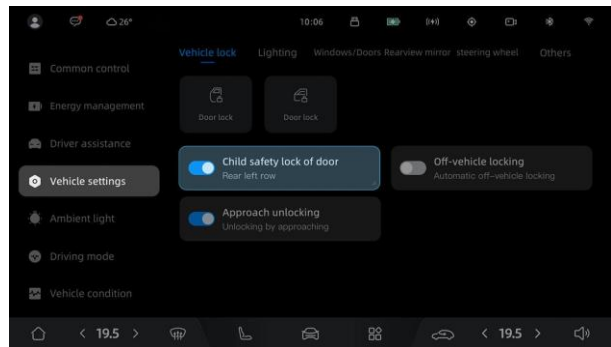 26°
10:06
Vehicle lock Lighting Windows/Doors Rearview mirror steering wheel Others
Common control
Energy management
Driver assistance
Vehicle settings
Ambient light
Driving mode
Vehicle condition
Door lock
Door lock
Child safety lock of door
Rear left row
Off-vehicle locking
Automatic off-vehicle locking
Approach unlocking
Unlocking by approaching
< 19.5 >
< 19.5 >